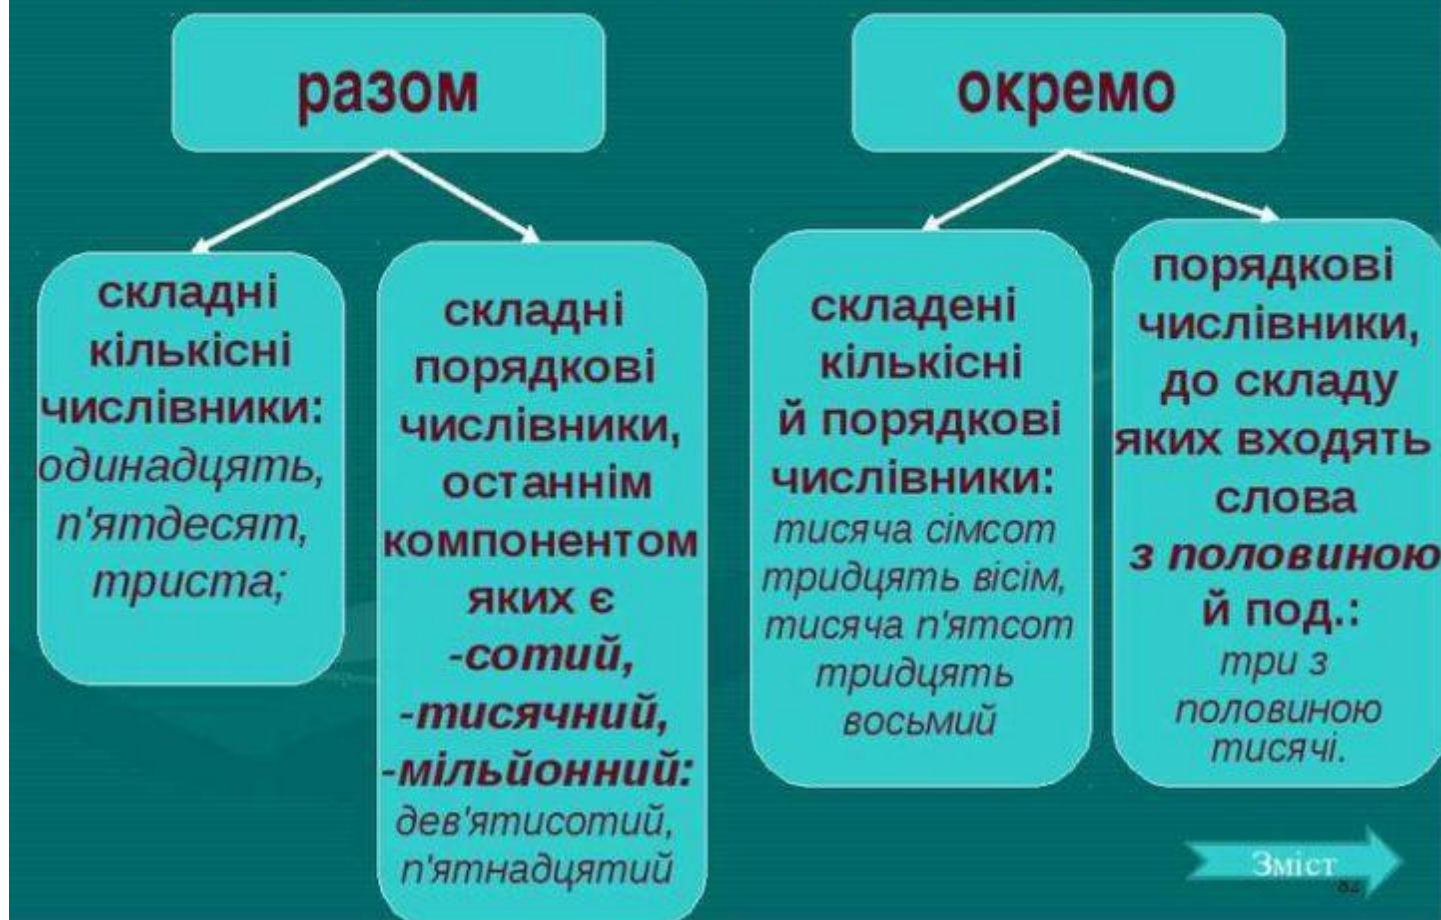 разом
складні
кількісні
числівники:
одинадцять,
п'ятдесят,
триста;
складні
порядкові
числівники,
останнім
компонентом
яких є
-сотий,
-тисячний,
-мільйонний:
дев'ятисотий,
п'ятнадцятий
окремо
складені
кількісні
й порядкові
числівники:
тисяча сімсот
тридцять вісім,
тисяча п'ятсот
тридцять
восьмий
порядкові
числівники,
до складу
яких входять
слова
з половиною
й под.:
три з
половиною
тисячі.
Зміст